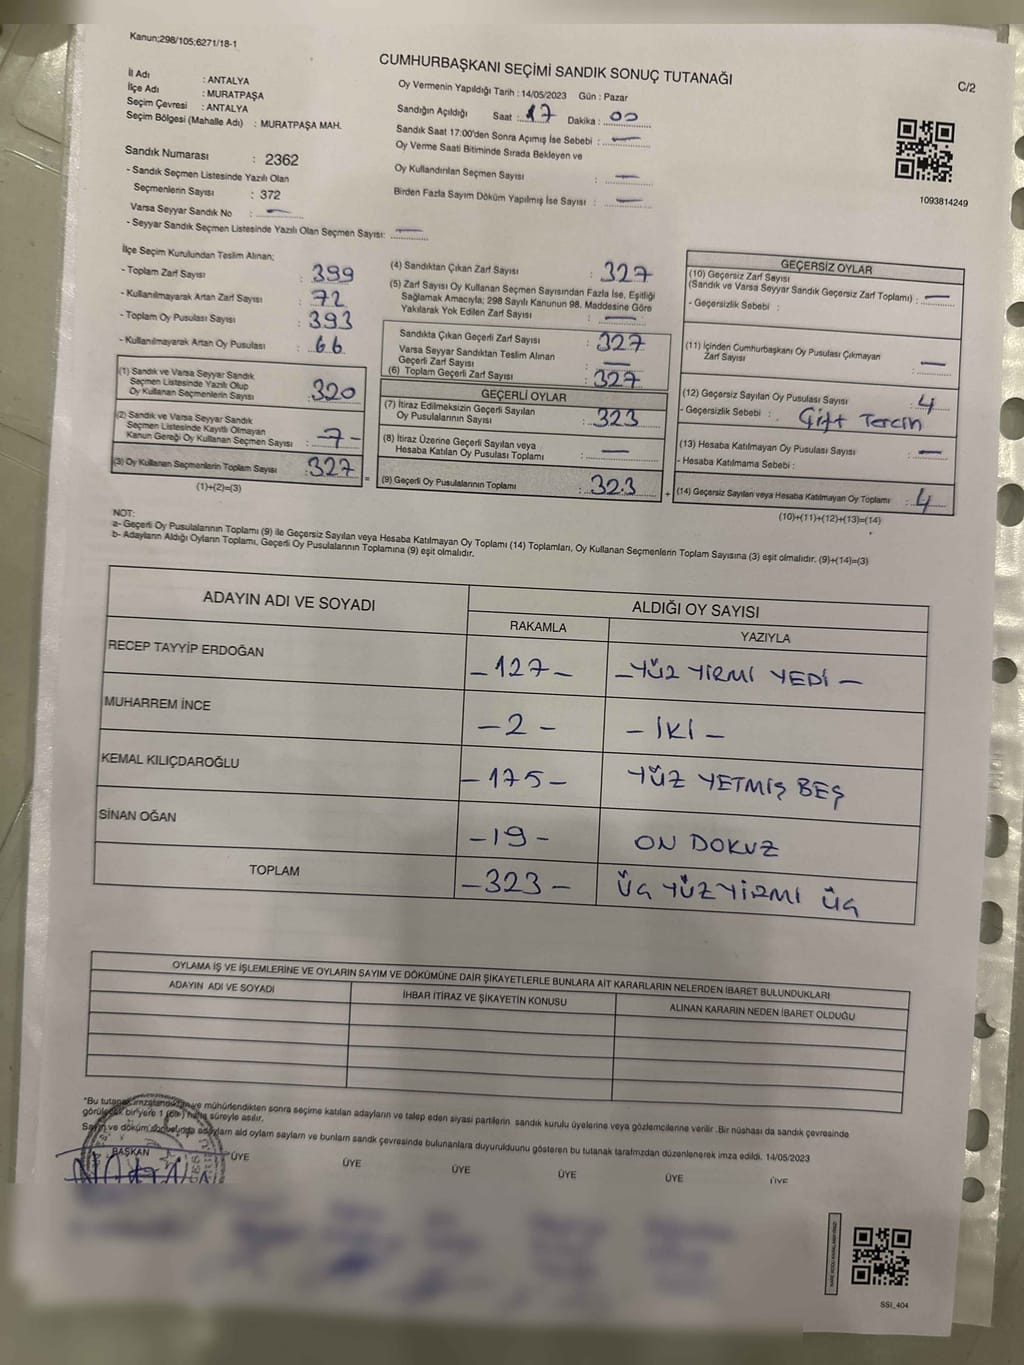 Kanun;298/105;6271/18-1
CUMHURBAŞKANI SEÇİMİ SANDIK SONUÇ TUTANAĞI
C/2
İl Adı : ANTALYA
İlçe Adı : MURATPAŞA
Seçim Çevresi : ANTALYA
Seçim Bölgesi (Mahalle Adı) : MURATPAŞA MAH.
Sandık Numarası : 2362
- Sandık Seçmen Listesinde Yazılı Olan
Seçmenlerin Sayısı : 372
Varsa Seyyar Sandık No : —
- Seyyar Sandık Seçmen Listesinde Yazılı Olan Seçmen Sayısı: —
Oy Vermenin Yapıldığı Tarih : 14/05/2023 Gün : Pazar
Sandığın Açıldığı Saat : 17 Dakika : 00
Sandık Saat 17:00'den Sonra Açımış İse Sebebi : —
Oy Verme Saati Bitiminde Sırada Bekleyen ve
Oy Kullandırılan Seçmen Sayısı : —
Birden Fazla Sayım Döküm Yapılmış İse Sayısı : —
1093814249
İlçe Seçim Kurulundan Teslim Alınan;
- Toplam Zarf Sayısı : 399
- Kullanılmayarak Artan Zarf Sayısı : 72
- Toplam Oy Pusulası Sayısı : 393
- Kullanılmayarak Artan Oy Pusulası : 66
(1) Sandık ve Varsa Seyyar Sandık
Seçmen Listesinde Yazılı Olup
Oy Kullanan Seçmenlerin Sayısı : 320
(2) Sandık ve Varsa Seyyar Sandık
Seçmen Listesinde Kayıtlı Olmayan
Kanun Gereği Oy Kullanan Seçmen Sayısı : -7-
(3) Oy Kullanan Seçmenlerin Toplam Sayısı : 327
(1)+(2)=(3)
(4) Sandıktan Çıkan Zarf Sayısı : 327
(5) Zarf Sayısı Oy Kullanan Seçmen Sayısından Fazla İse, Eşitliği
Sağlamak Amacıyla; 298 Sayılı Kanunun 98. Maddesine Göre
Yakılarak Yok Edilen Zarf Sayısı : —
Sandıkta Çıkan Geçerli Zarf Sayısı : 327
Varsa Seyyar Sandıktan Teslim Alınan
Geçerli Zarf Sayısı : —
(6) Toplam Geçerli Zarf Sayısı : 327
GEÇERLİ OYLAR
(7) İtiraz Edilmeksizin Geçerli Sayılan
Oy Pusulalarının Sayısı : 323
(8) İtiraz Üzerine Geçerli Sayılan veya
Hesaba Katılan Oy Pusulası Toplamı : —
(9) Geçerli Oy Pusulalarının Toplamı : 323
GEÇERSİZ OYLAR
(10) Geçersiz Zarf Sayısı
(Sandık ve Varsa Seyyar Sandık Geçersiz Zarf Toplamı) : —
- Geçersizlik Sebebi :
(11) İçinden Cumhurbaşkanı Oy Pusulası Çıkmayan
Zarf Sayısı : —
(12) Geçersiz Sayılan Oy Pusulası Sayısı : 4
- Geçersizlik Sebebi : Çift Tercih
(13) Hesaba Katılmayan Oy Pusulası Sayısı : —
- Hesaba Katılmama Sebebi :
(14) Geçersiz Sayılan veya Hesaba Katılmayan Oy Toplamı : 4
(10)+(11)+(12)+(13)=(14)
NOT:
a- Geçerli Oy Pusulalarının Toplamı (9) ile Geçersiz Sayılan veya Hesaba Katılmayan Oy Toplamı (14) Toplamları, Oy Kullanan Seçmenlerin Toplam Sayısına (3) eşit olmalıdır. (9)+(14)=(3)
b- Adayların Aldığı Oyların Toplamı, Geçerli Oy Pusulalarının Toplamına (9) eşit olmalıdır.
ADAYIN ADI VE SOYADI ALDIĞI OY SAYISI
RAKAMLA YAZIYLA
RECEP TAYYİP ERDOĞAN -127- -YÜZ YİRMİ YEDİ-
MUHARREM İNCE -2- -İKİ-
KEMAL KILIÇDAROĞLU -175- YÜZ YETMİŞ BEŞ
SİNAN OĞAN -19- ON DOKUZ
TOPLAM -323- ÜÇ YÜZ YİRMİ ÜÇ
OYLAMA İŞ VE İŞLEMLERİNE VE OYLARIN SAYIM VE DÖKÜMÜNE DAİR ŞİKAYETLERLE BUNLARA AİT KARARLARIN NELERDEN İBARET BULUNDUKLARI
ADAYIN ADI VE SOYADI İHBAR İTİRAZ VE ŞİKAYETİN KONUSU ALINAN KARARIN NEDEN İBARET OLDUĞU
"Bu tutanak imzalandıktan ve mühürlendikten sonra seçime katılan adayların ve talep eden siyasi partilerin sandık kurulu üyelerine veya gözlemcilerine verilir .Bir nüshası da sandık çevresinde
görülecek bir yere 1 (bir) hafta süreyle asılır.
Sayım ve döküm sonucunda adayların ald oylam saylam ve bunların sandık çevresinde bulunanlara duyurulduunu gösteren bu tutanak tarafımzdan düzenlenerek imza edildi. 14/05/2023
BAŞKAN ÜYE ÜYE ÜYE ÜYE ÜYE ÜYE
SSI_404